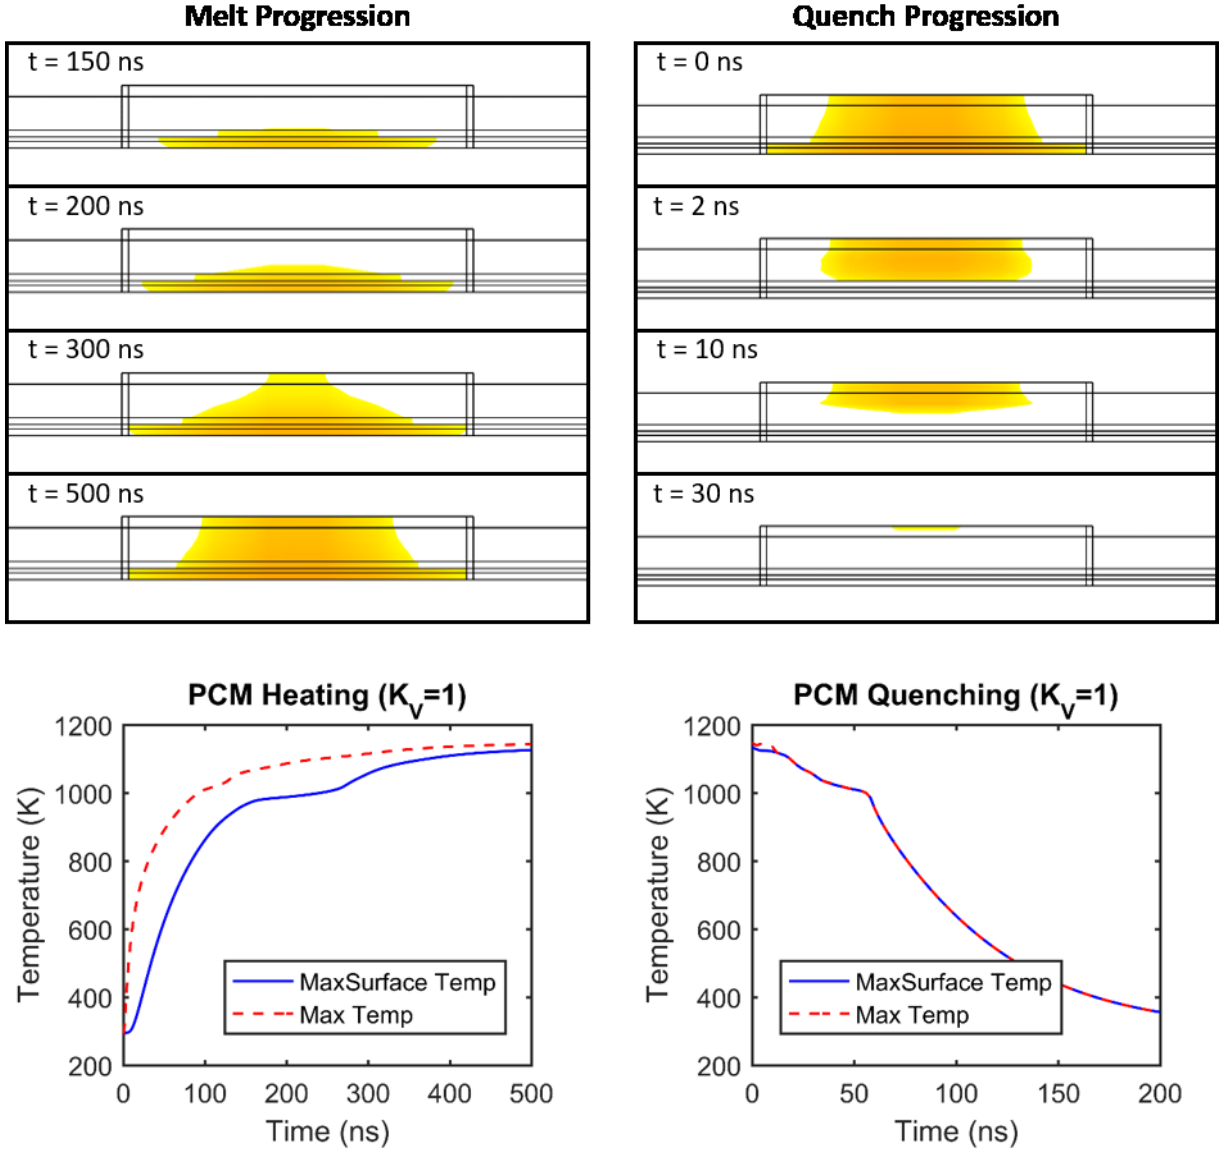 Melt Progression
t = 150 ns
t = 200 ns
t = 300 ns
t = 500 ns
Quench Progression
t = 0 ns
t = 2 ns
t = 10 ns
t = 30 ns
PCM Heating (K_V=1)
1200
1000
800
600
400
200
Temperature (K)
MaxSurface Temp
Max Temp
0 100 200 300 400 500
Time (ns)
PCM Quenching (K_V=1)
1200
1000
800
600
400
200
Temperature (K)
MaxSurface Temp
Max Temp
0 50 100 150 200
Time (ns)